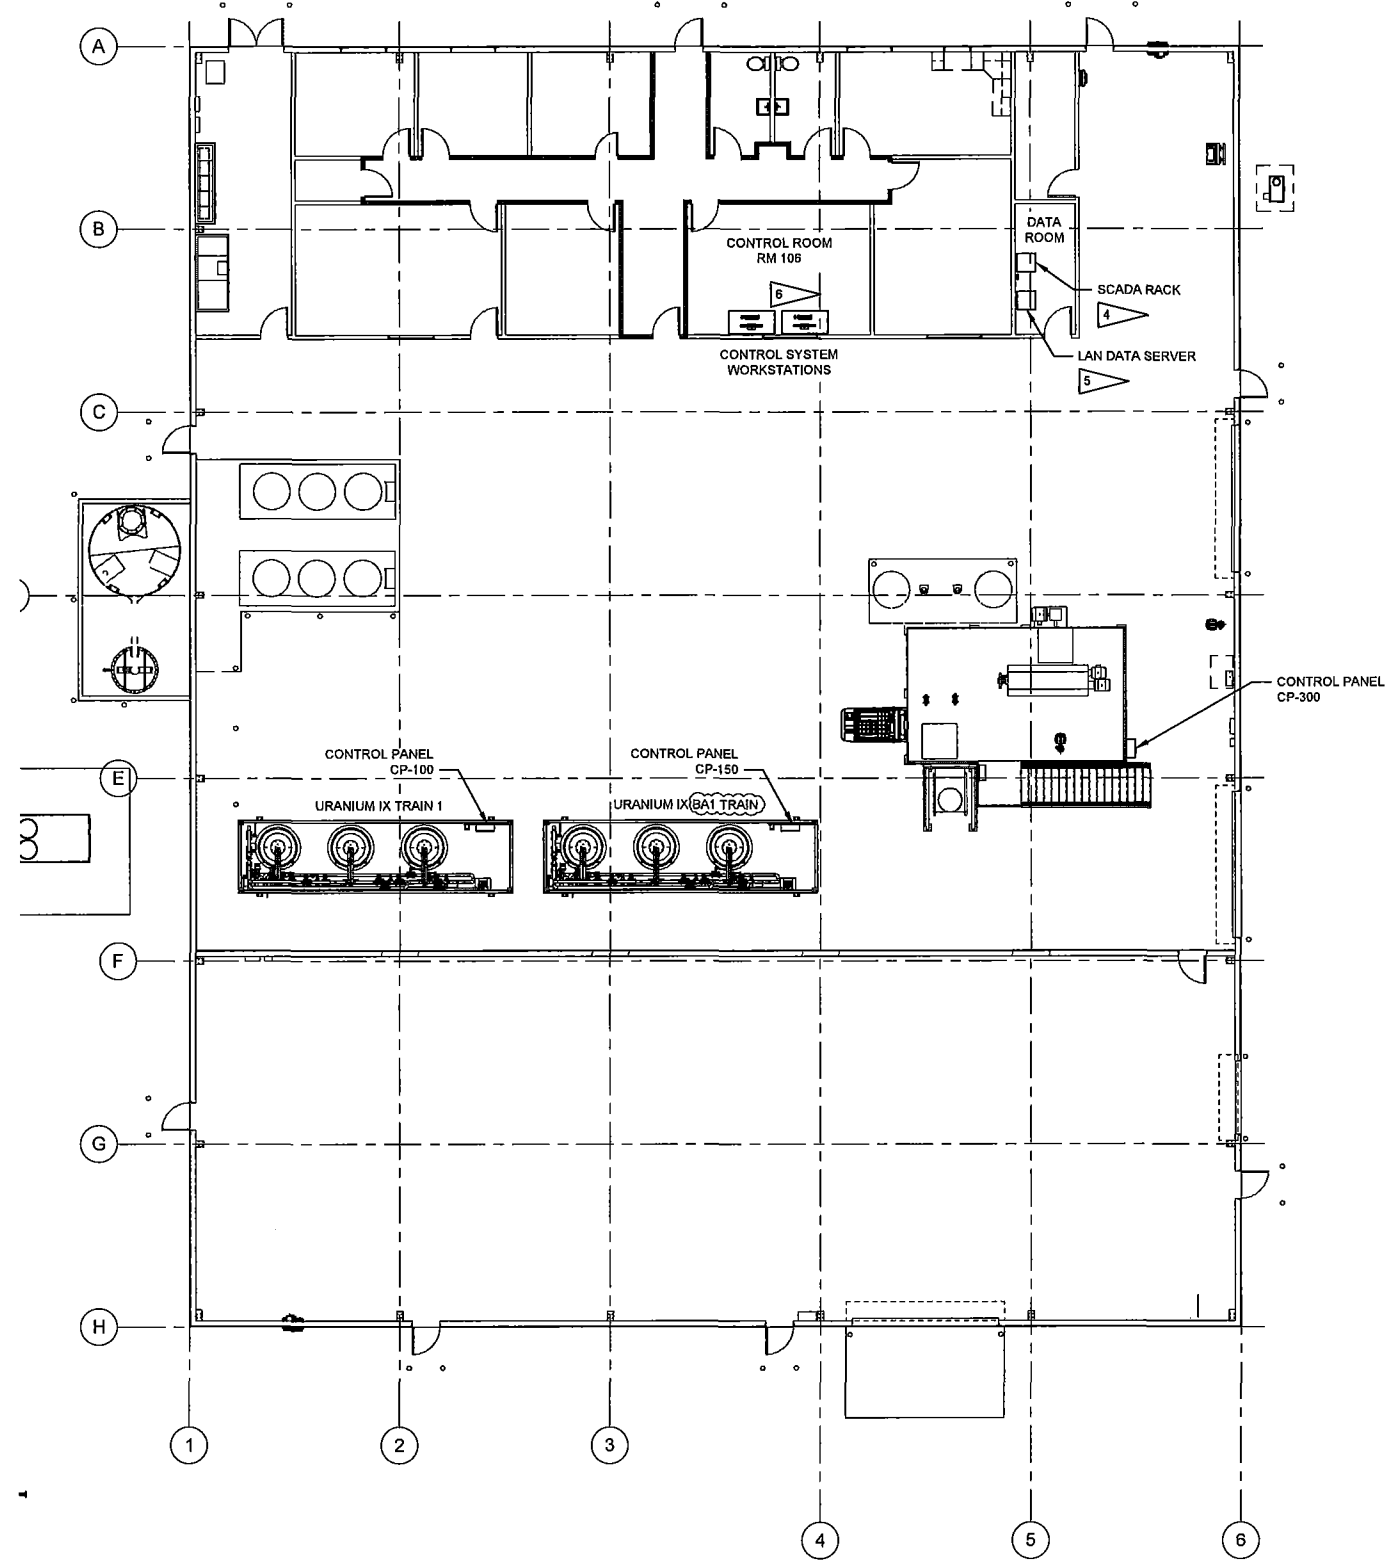 A
B
DATA
ROOM
CONTROL ROOM
RM 106
6
SCADA RACK
4
CONTROL SYSTEM
WORKSTATIONS
LAN DATA SERVER
5
C
CONTROL PANEL
CP-300
CONTROL PANEL
CP-100
CONTROL PANEL
CP-150
E
URANIUM IX TRAIN 1
URANIUM IX BA1 TRAIN
F
G
H
1
2
3
4
5
6